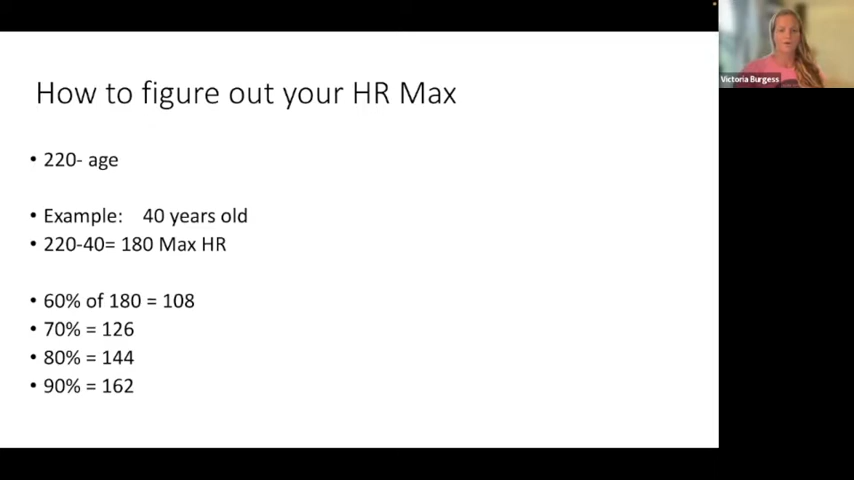 How to figure out your HR Max
• 220- age
• Example: 40 years old
• 220-40= 180 Max HR
• 60% of 180 = 108
• 70% = 126
• 80% = 144
• 90% = 162
Victoria Burgess